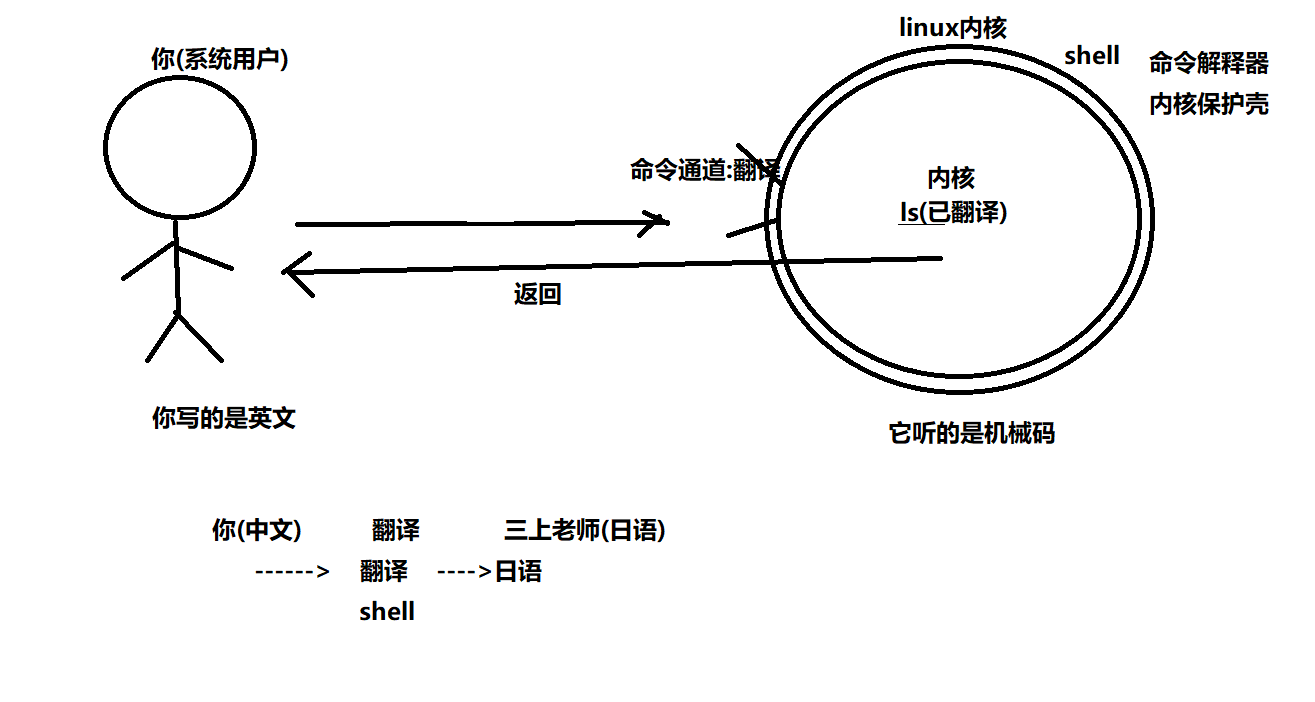 linux内核
你(系统用户)
shell
命令解释器
内核保护壳
命令通道:翻译
内核
ls(已翻译)
返回
你写的是英文
它听的是机械码
你(中文) 翻译 三上老师(日语)
------> 翻译 ---->日语
shell